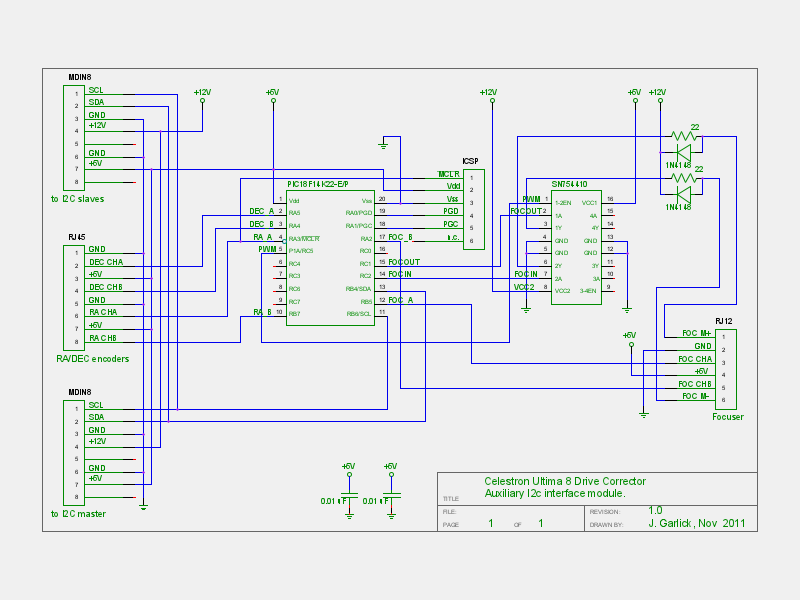 MDIN8
1 SCL
2 SDA
3 GND
4 +12V
5
6 GND
7 +5V
8
to I2C slaves
RJ45
1 GND
2 DEC CHA
3 +5V
4 DEC CHB
5 GND
6 RA CHA
7 +5V
8 RA CHB
RA/DEC encoders
MDIN8
1 SCL
2 SDA
3 GND
4 +12V
5
6 GND
7 +5V
8
to I2C master
+12V
+5V
PIC18F14K22-E/P
1 Vdd Vss 20
DEC A 2 RA5 RA0/PGD 19
DEC B 3 RA4 RA1/PGC 18
RA A 4 RA3/MCLR RA2 17 FOC B
PWM 5 P1A/RC5 RC0 16
6 RC4 RC1 15 FOCOUT
7 RC3 RC2 14 FOCIN
8 RC6 RB4/SDA 13
9 RC7 RB5 12 FOC A
RA B 10 RB7 RB6/SCL 11
ICSP
MCLR 1
Vdd 2
Vss 3
PGD 4
PGC 5
n.c. 6
+12V
SN754410
PWM 1 1-2EN VCC1 16
FOCOUT 2 1A 4A 15
3 1Y 4Y 14
4 GND GND 13
5 GND GND 12
6 2Y 3Y 11
FOCIN 7 2A 3A 10
VCC2 8 VCC2 3-4EN 9
+5V
+12V
22
1N4148
22
1N4148
+5V
RJ12
FOC M+ 1
GND 2
FOC CHA 3
+5V 4
FOC CHB 5
FOC M- 6
Focuser
+5V
+5V
0.01 uF
0.01 uF
TITLE
Celestron Ultima 8 Drive Corrector
Auxiliary I2c interface module.
FILE:
REVISION: 1.0
PAGE 1 OF 1
DRAWN BY: J. Garlick, Nov 2011